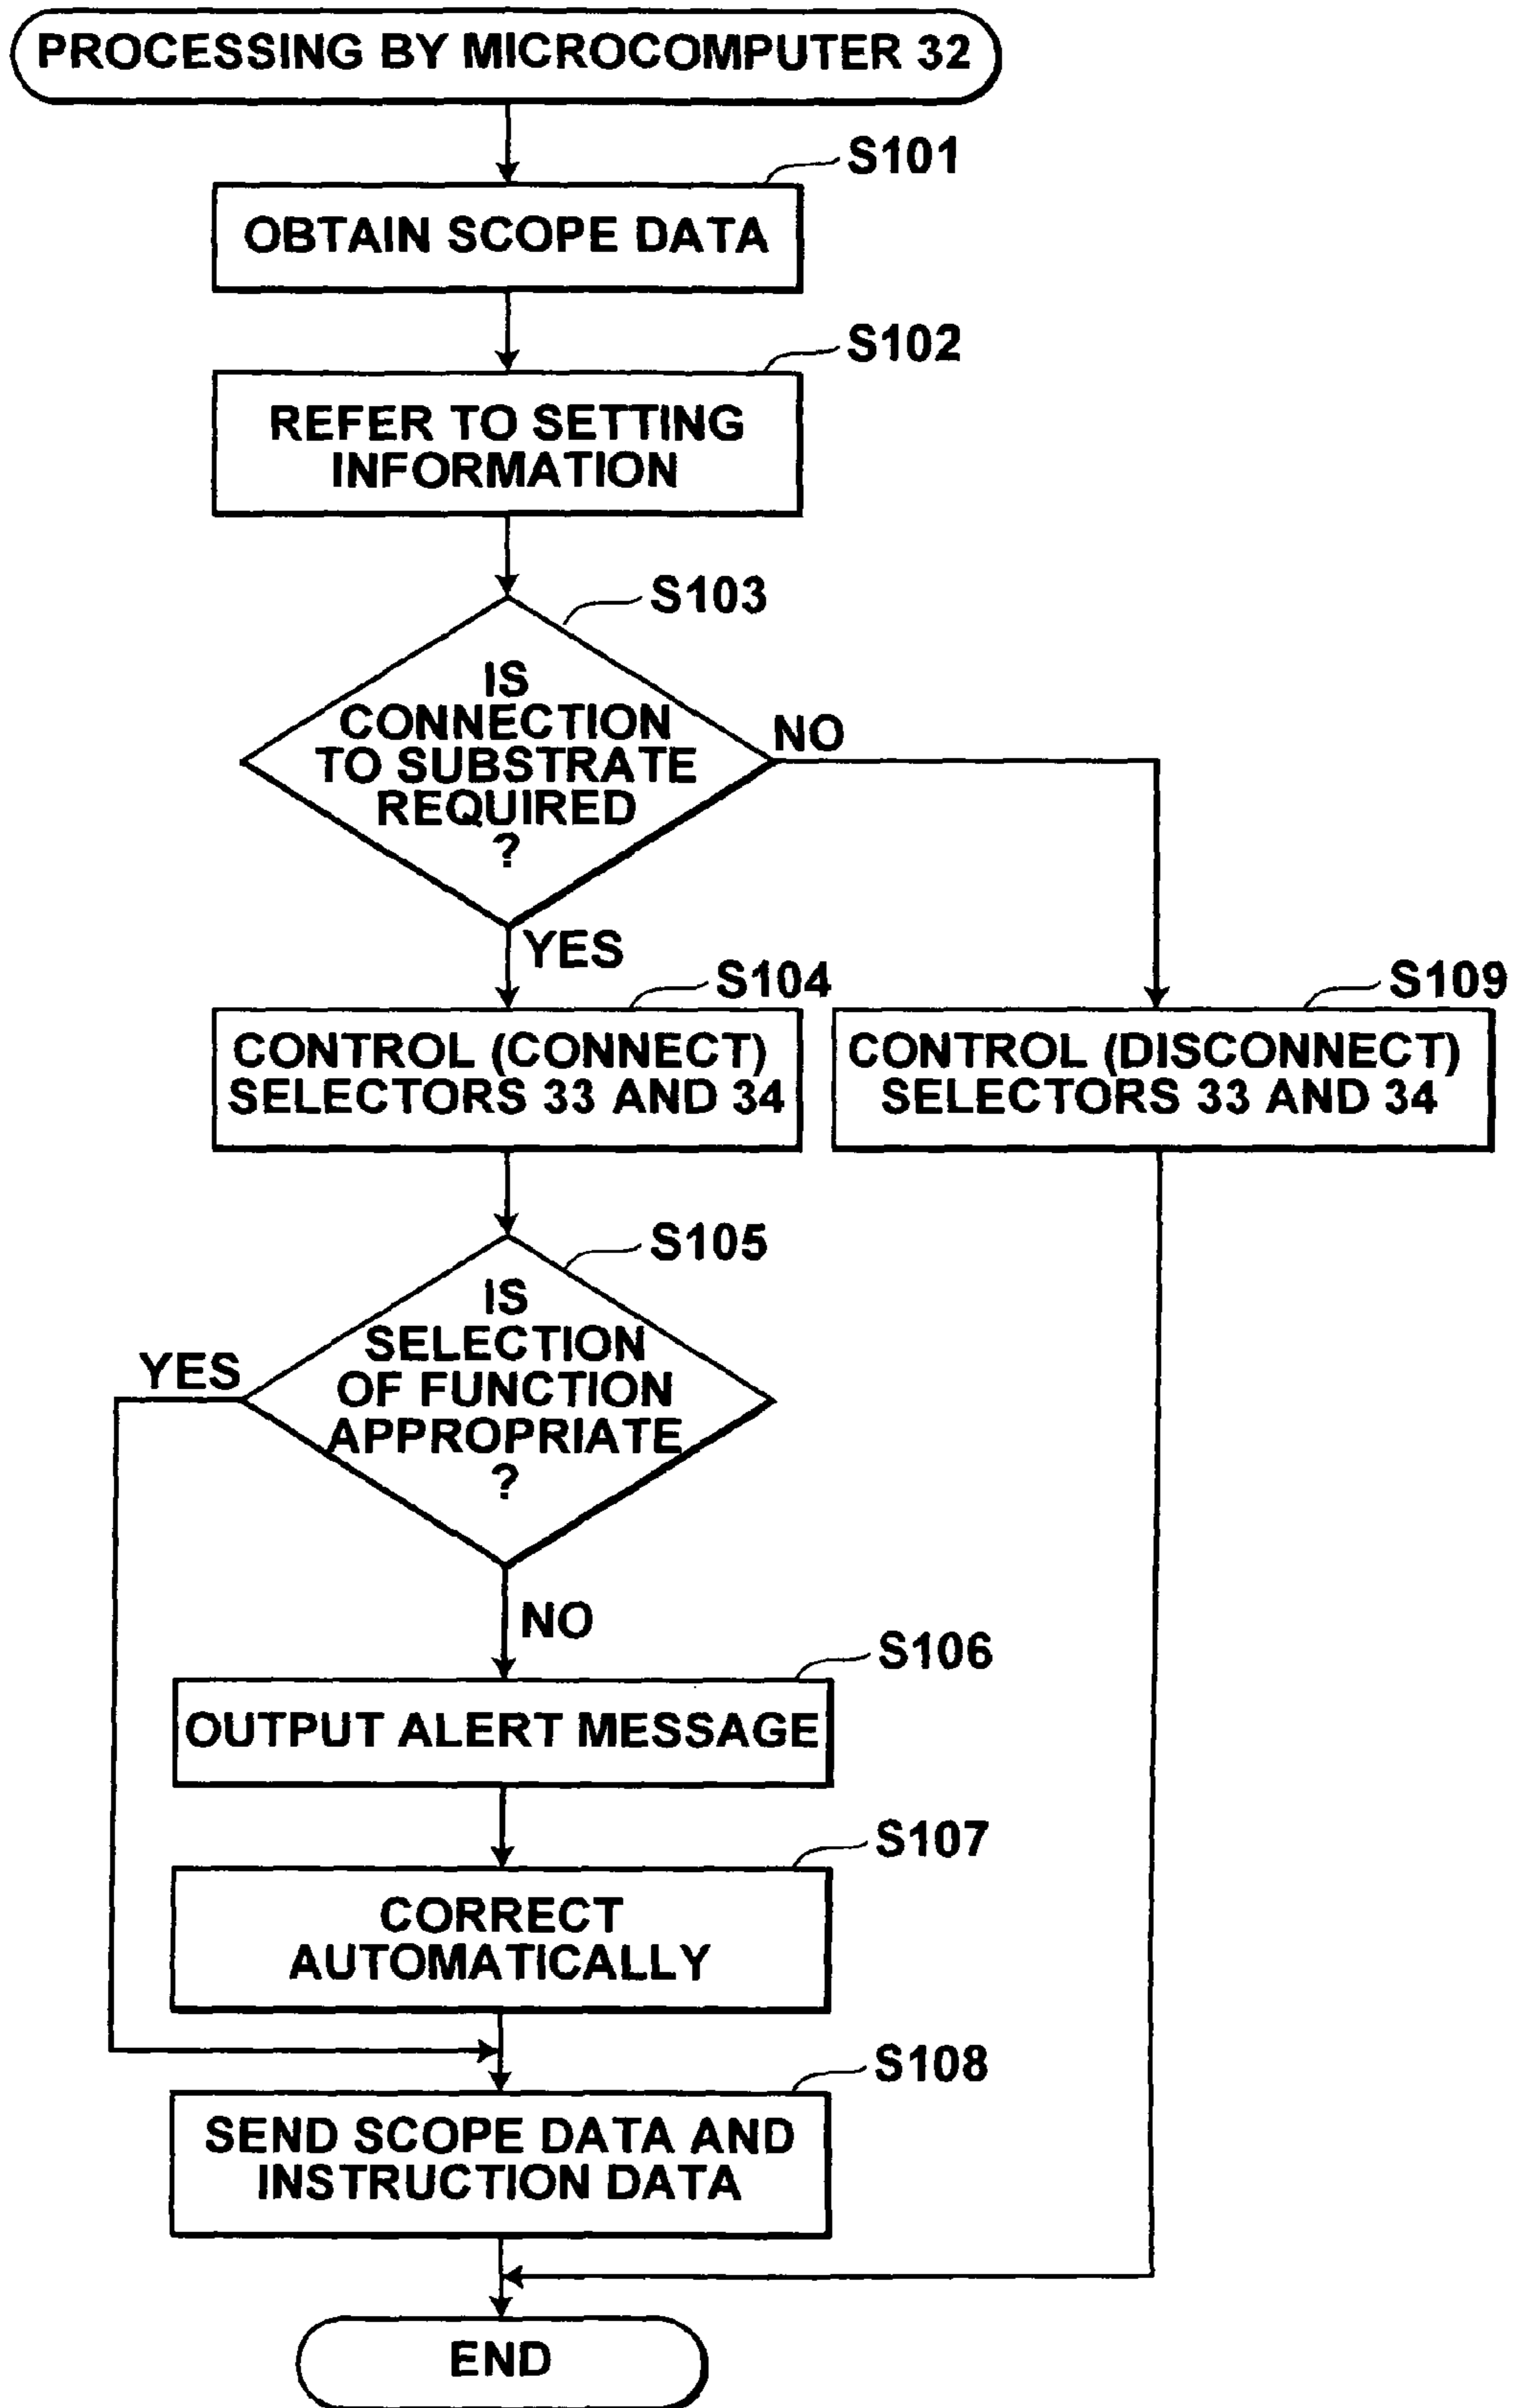 PROCESSING BY MICROCOMPUTER 32
S101
OBTAIN SCOPE DATA
S102
REFER TO SETTING
INFORMATION
S103
IS
CONNECTION
TO SUBSTRATE
REQUIRED
?
NO
YES
S104
CONTROL (CONNECT)
SELECTORS 33 AND 34
S109
CONTROL (DISCONNECT)
SELECTORS 33 AND 34
S105
IS
SELECTION
OF FUNCTION
APPROPRIATE
?
YES
NO
S106
OUTPUT ALERT MESSAGE
S107
CORRECT
AUTOMATICALLY
S108
SEND SCOPE DATA AND
INSTRUCTION DATA
END